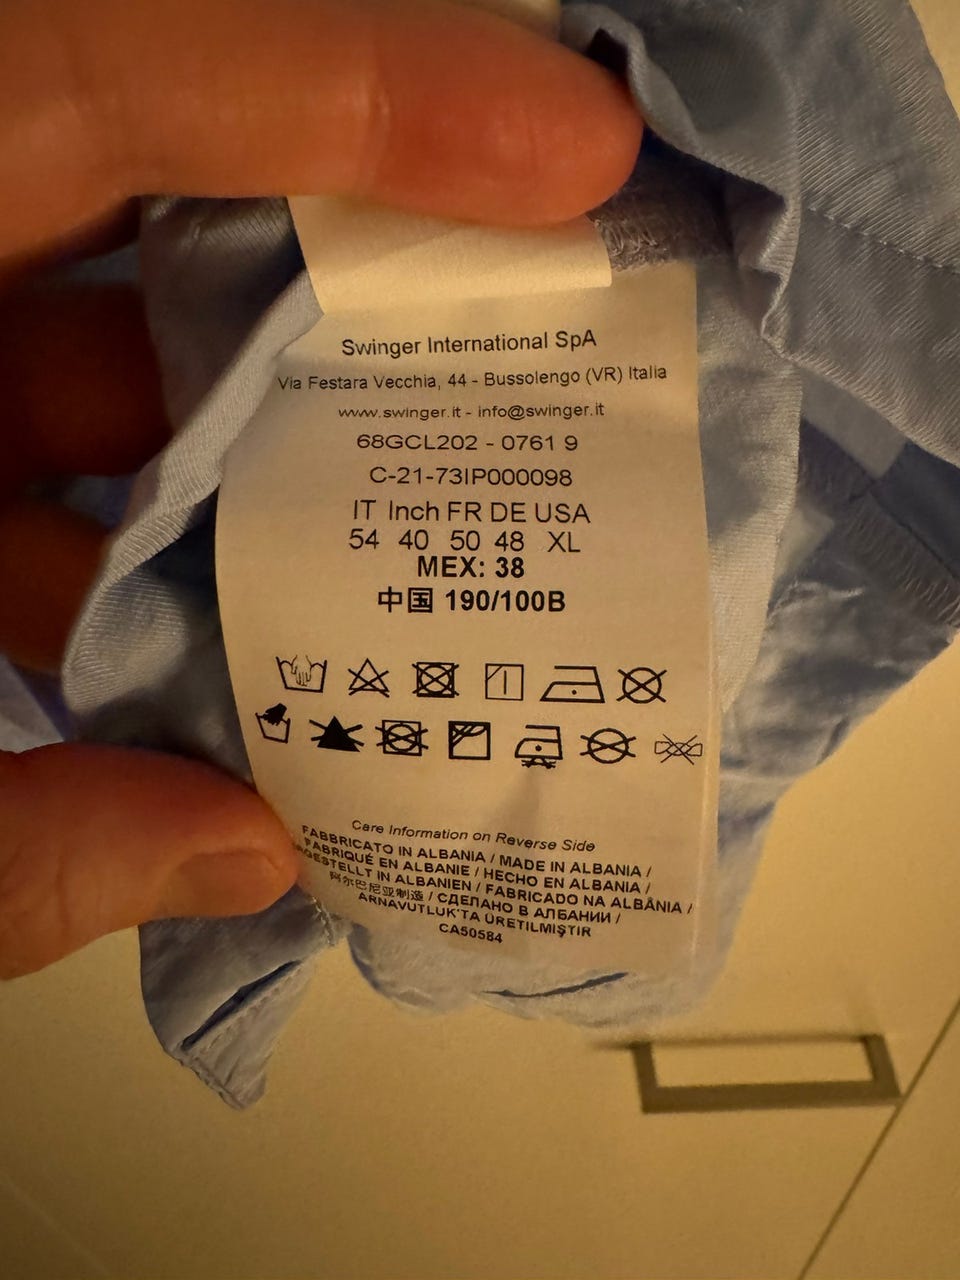 Swinger International SpA
Via Festara Vecchia, 44 - Bussolengo (VR) Italia
www.swinger.it - info@swinger.it
68GCL202 - 0761 9
C-21-73IP000098
IT Inch FR DE USA
54 40 50 48 XL
MEX: 38
中国 190/100B
Care Information on Reverse Side
FABBRICATO IN ALBANIA / MADE IN ALBANIA /
FABRIQUÉ EN ALBANIE / HECHO EN ALBANIA /
IN ALBANIEN / FABRICADO NA ALBÂNIA /
阿尔巴尼亚制造 / СДЕЛАНО В АЛБАНИИ /
ARNAVUTLUK'TA ÜRETILMIŞTIR
CA50584